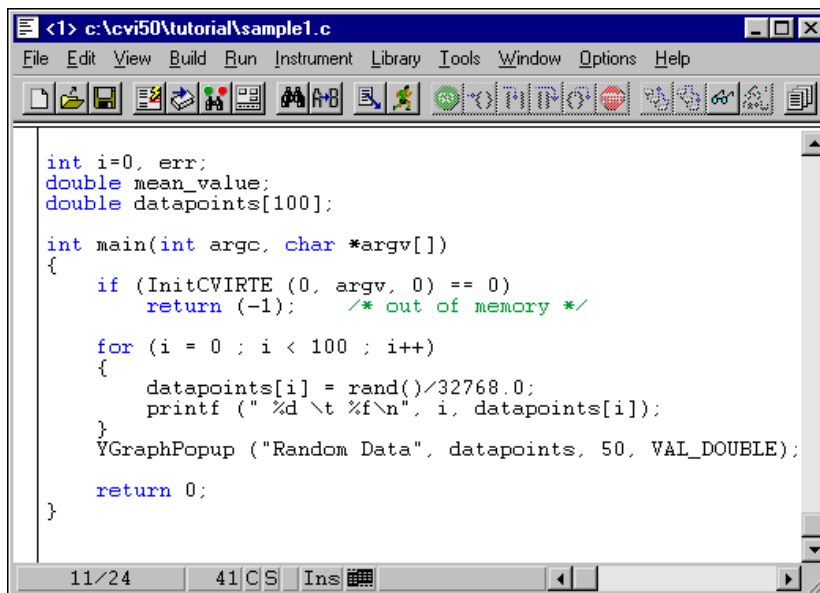 <1> c:\cvi50\tutorial\sample1.c
File Edit View Build Run Instrument Library Tools Window Options Help
int i=0, err;
double mean_value;
double datapoints[100];
int main(int argc, char *argv[])
{
if (InitCVIRTE (0, argv, 0) == 0)
return (-1); /* out of memory */
for (i = 0 ; i < 100 ; i++)
{
datapoints[i] = rand()/32768.0;
printf (" %d \t %f\n", i, datapoints[i]);
}
YGraphPopup ("Random Data", datapoints, 50, VAL_DOUBLE);
return 0;
}
11/24 41 C S Ins